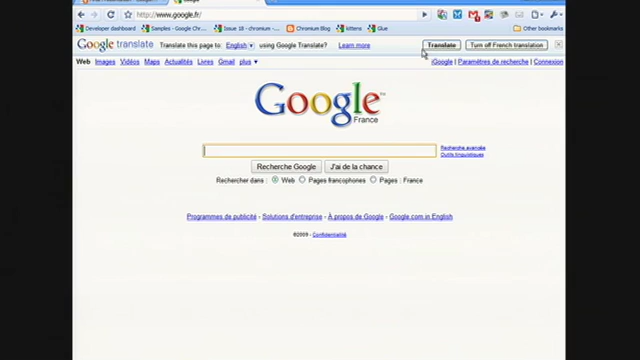 Google
http://www.google.fr/
Developer dashboard Samples - Google Chr... Issue 18 - chromium - ... Chromium Blog kittens Glue Other bookmarks
Google translate Translate this page to: English using Google Translate? Learn more Translate Turn off French translation
Web Images Vidéos Maps Actualités Livres Gmail plus ▼ iGoogle | Paramètres de recherche | Connexion
Google™
France
Recherche avancée
Outils linguistiques
Recherche Google J'ai de la chance
Rechercher dans : Web Pages francophones Pages : France
Programmes de publicité - Solutions d'entreprise - À propos de Google - Google.com in English
©2009 - Confidentialité